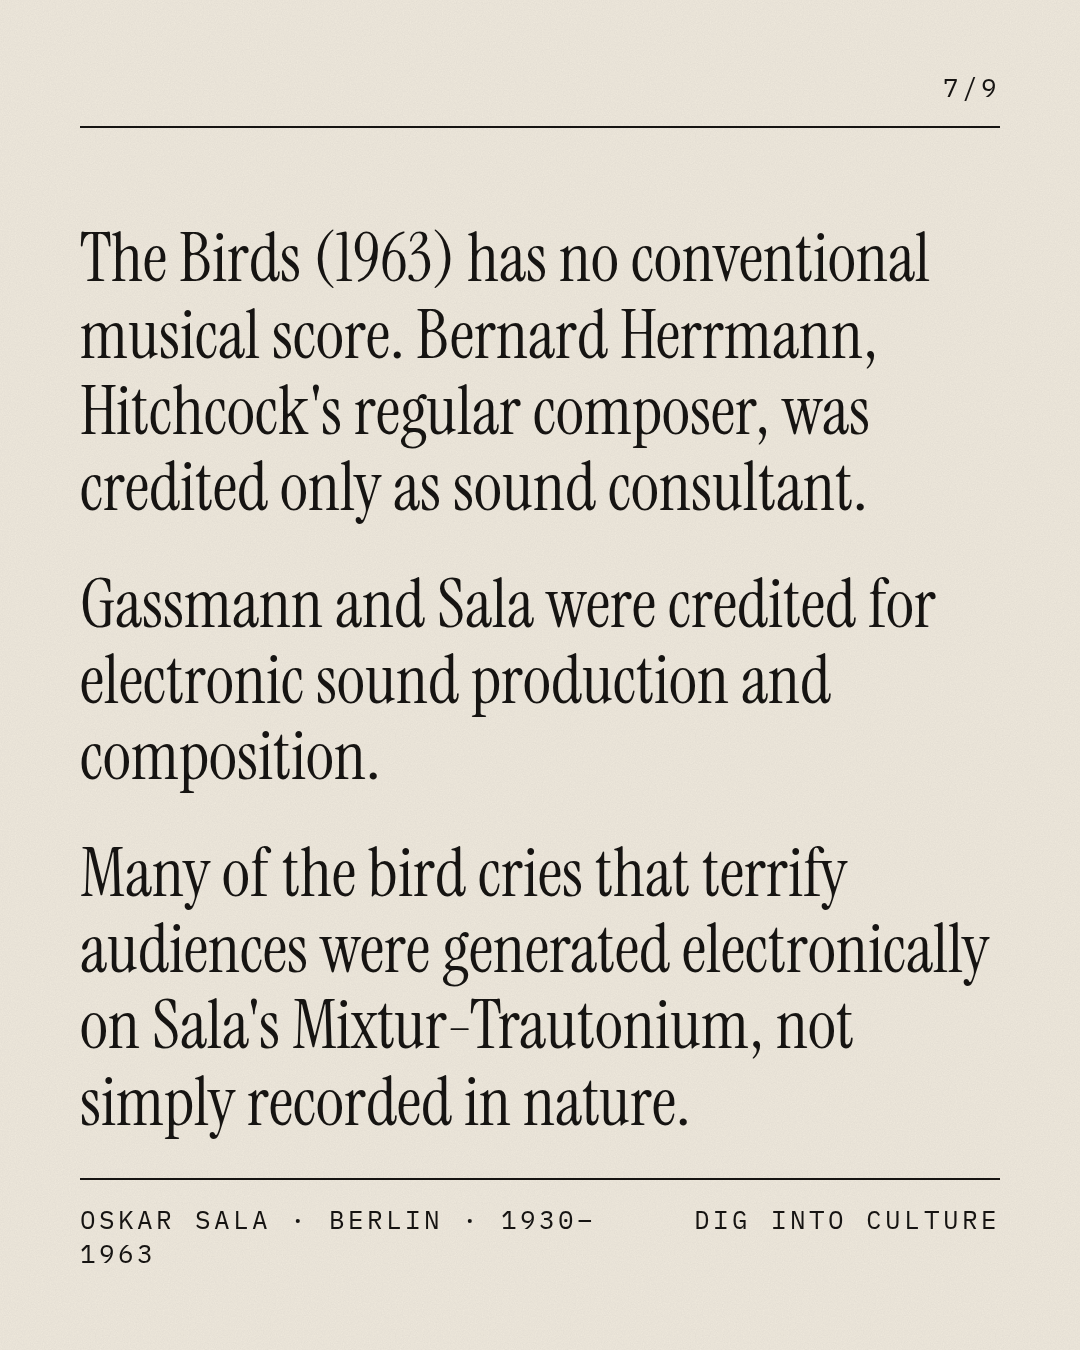 7/9
The Birds (1963) has no conventional
musical score. Bernard Herrmann,
Hitchcock's regular composer, was
credited only as sound consultant.
Gassmann and Sala were credited for
electronic sound production and
composition.
Many of the bird cries that terrify
audiences were generated electronically
on Sala's Mixtur-Trautonium, not
simply recorded in nature.
OSKAR SALA · BERLIN · 1930–
1963
DIG INTO CULTURE